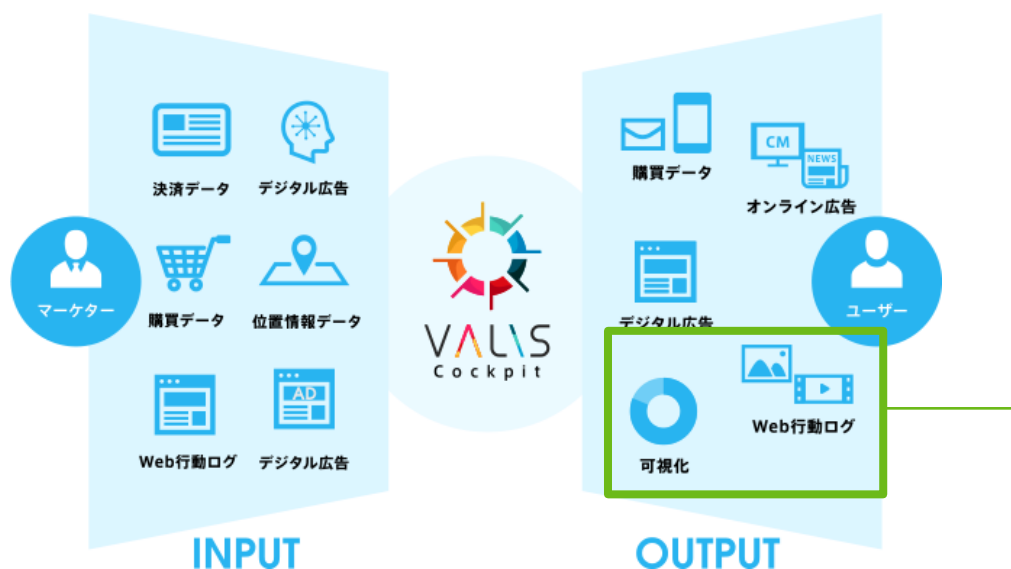 決済データ
デジタル広告
マーケター
購買データ
位置情報データ
AD
Web行動ログ
デジタル広告
INPUT
VALIS
Cockpit
購買データ
CM
NEWS
オンライン広告
デジタル広告
ユーザー
可視化
Web行動ログ
OUTPUT